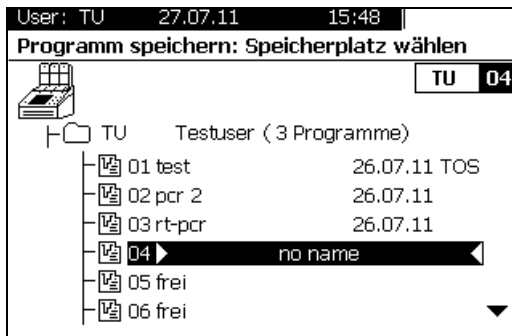 User: TU 27.07.11 15:48
Programm speichern: Speicherplatz wählen
TU 04
TU Testuser ( 3 Programme)
01 test 26.07.11 TOS
02 pcr 2 26.07.11
03 rt-pcr 26.07.11
04 no name
05 frei
06 frei